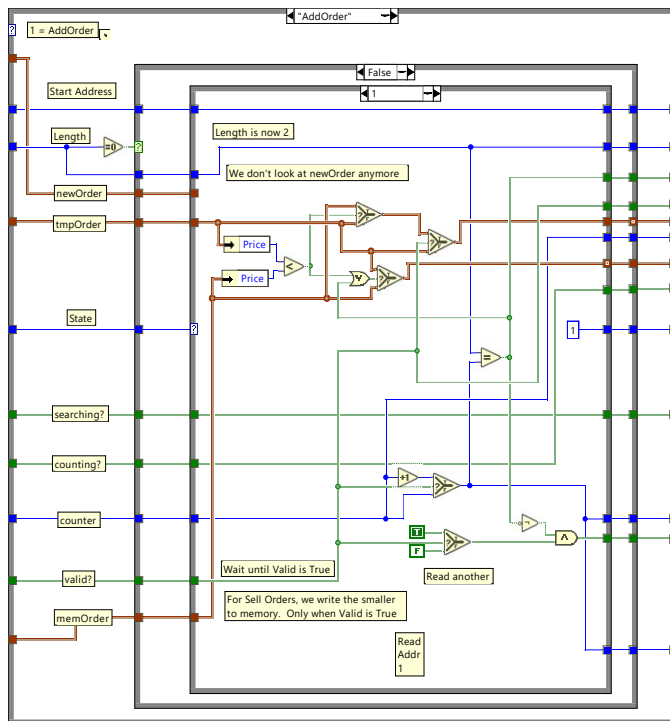 "AddOrder"
?
1 = AddOrder
False
Start Address
1
Length
=0
?
Length is now 2
We don't look at newOrder anymore
newOrder
tmpOrder
?
?
Price
<
Price
V
?
State
?
1
=
searching?
counting?
+1
?
counter
T
F
?
Λ
Wait until Valid is True
valid?
Read another
For Sell Orders, we write the smaller
to memory. Only when Valid is True
memOrder
Read
Addr
1